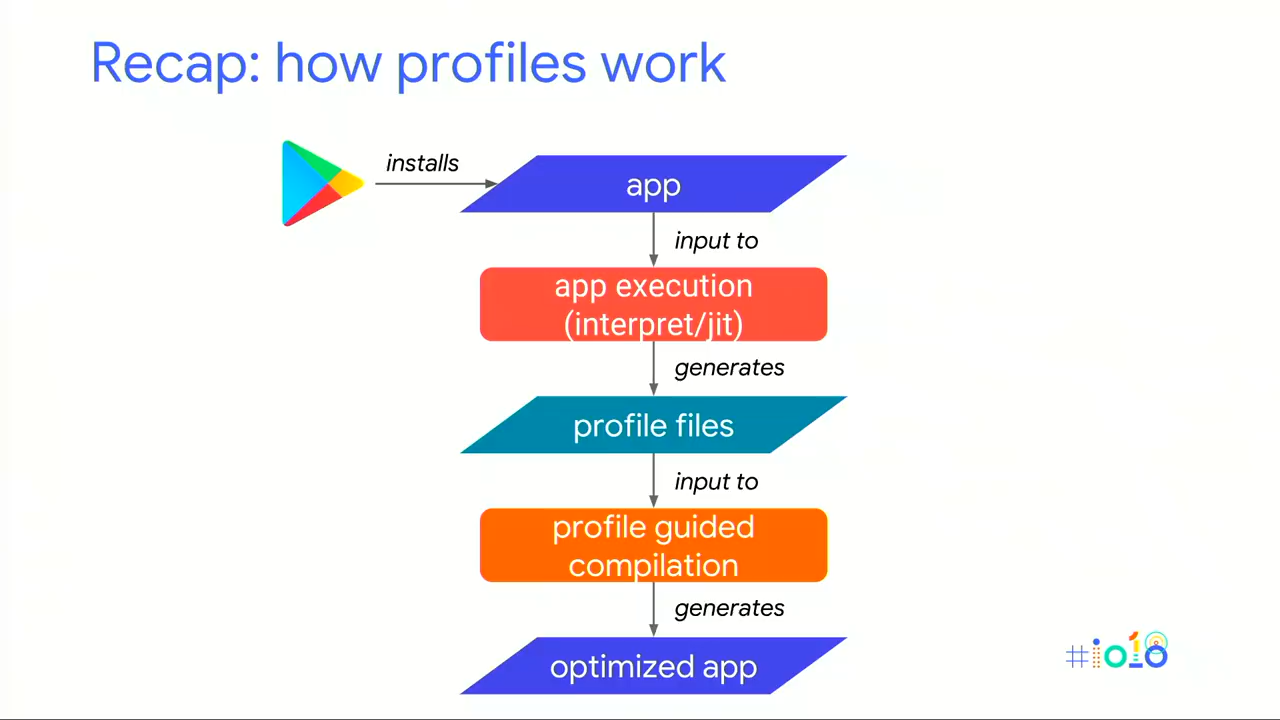 Recap: how profiles work
installs
app
input to
app execution
(interpret/jit)
generates
profile files
input to
profile guided
compilation
generates
optimized app
#io18